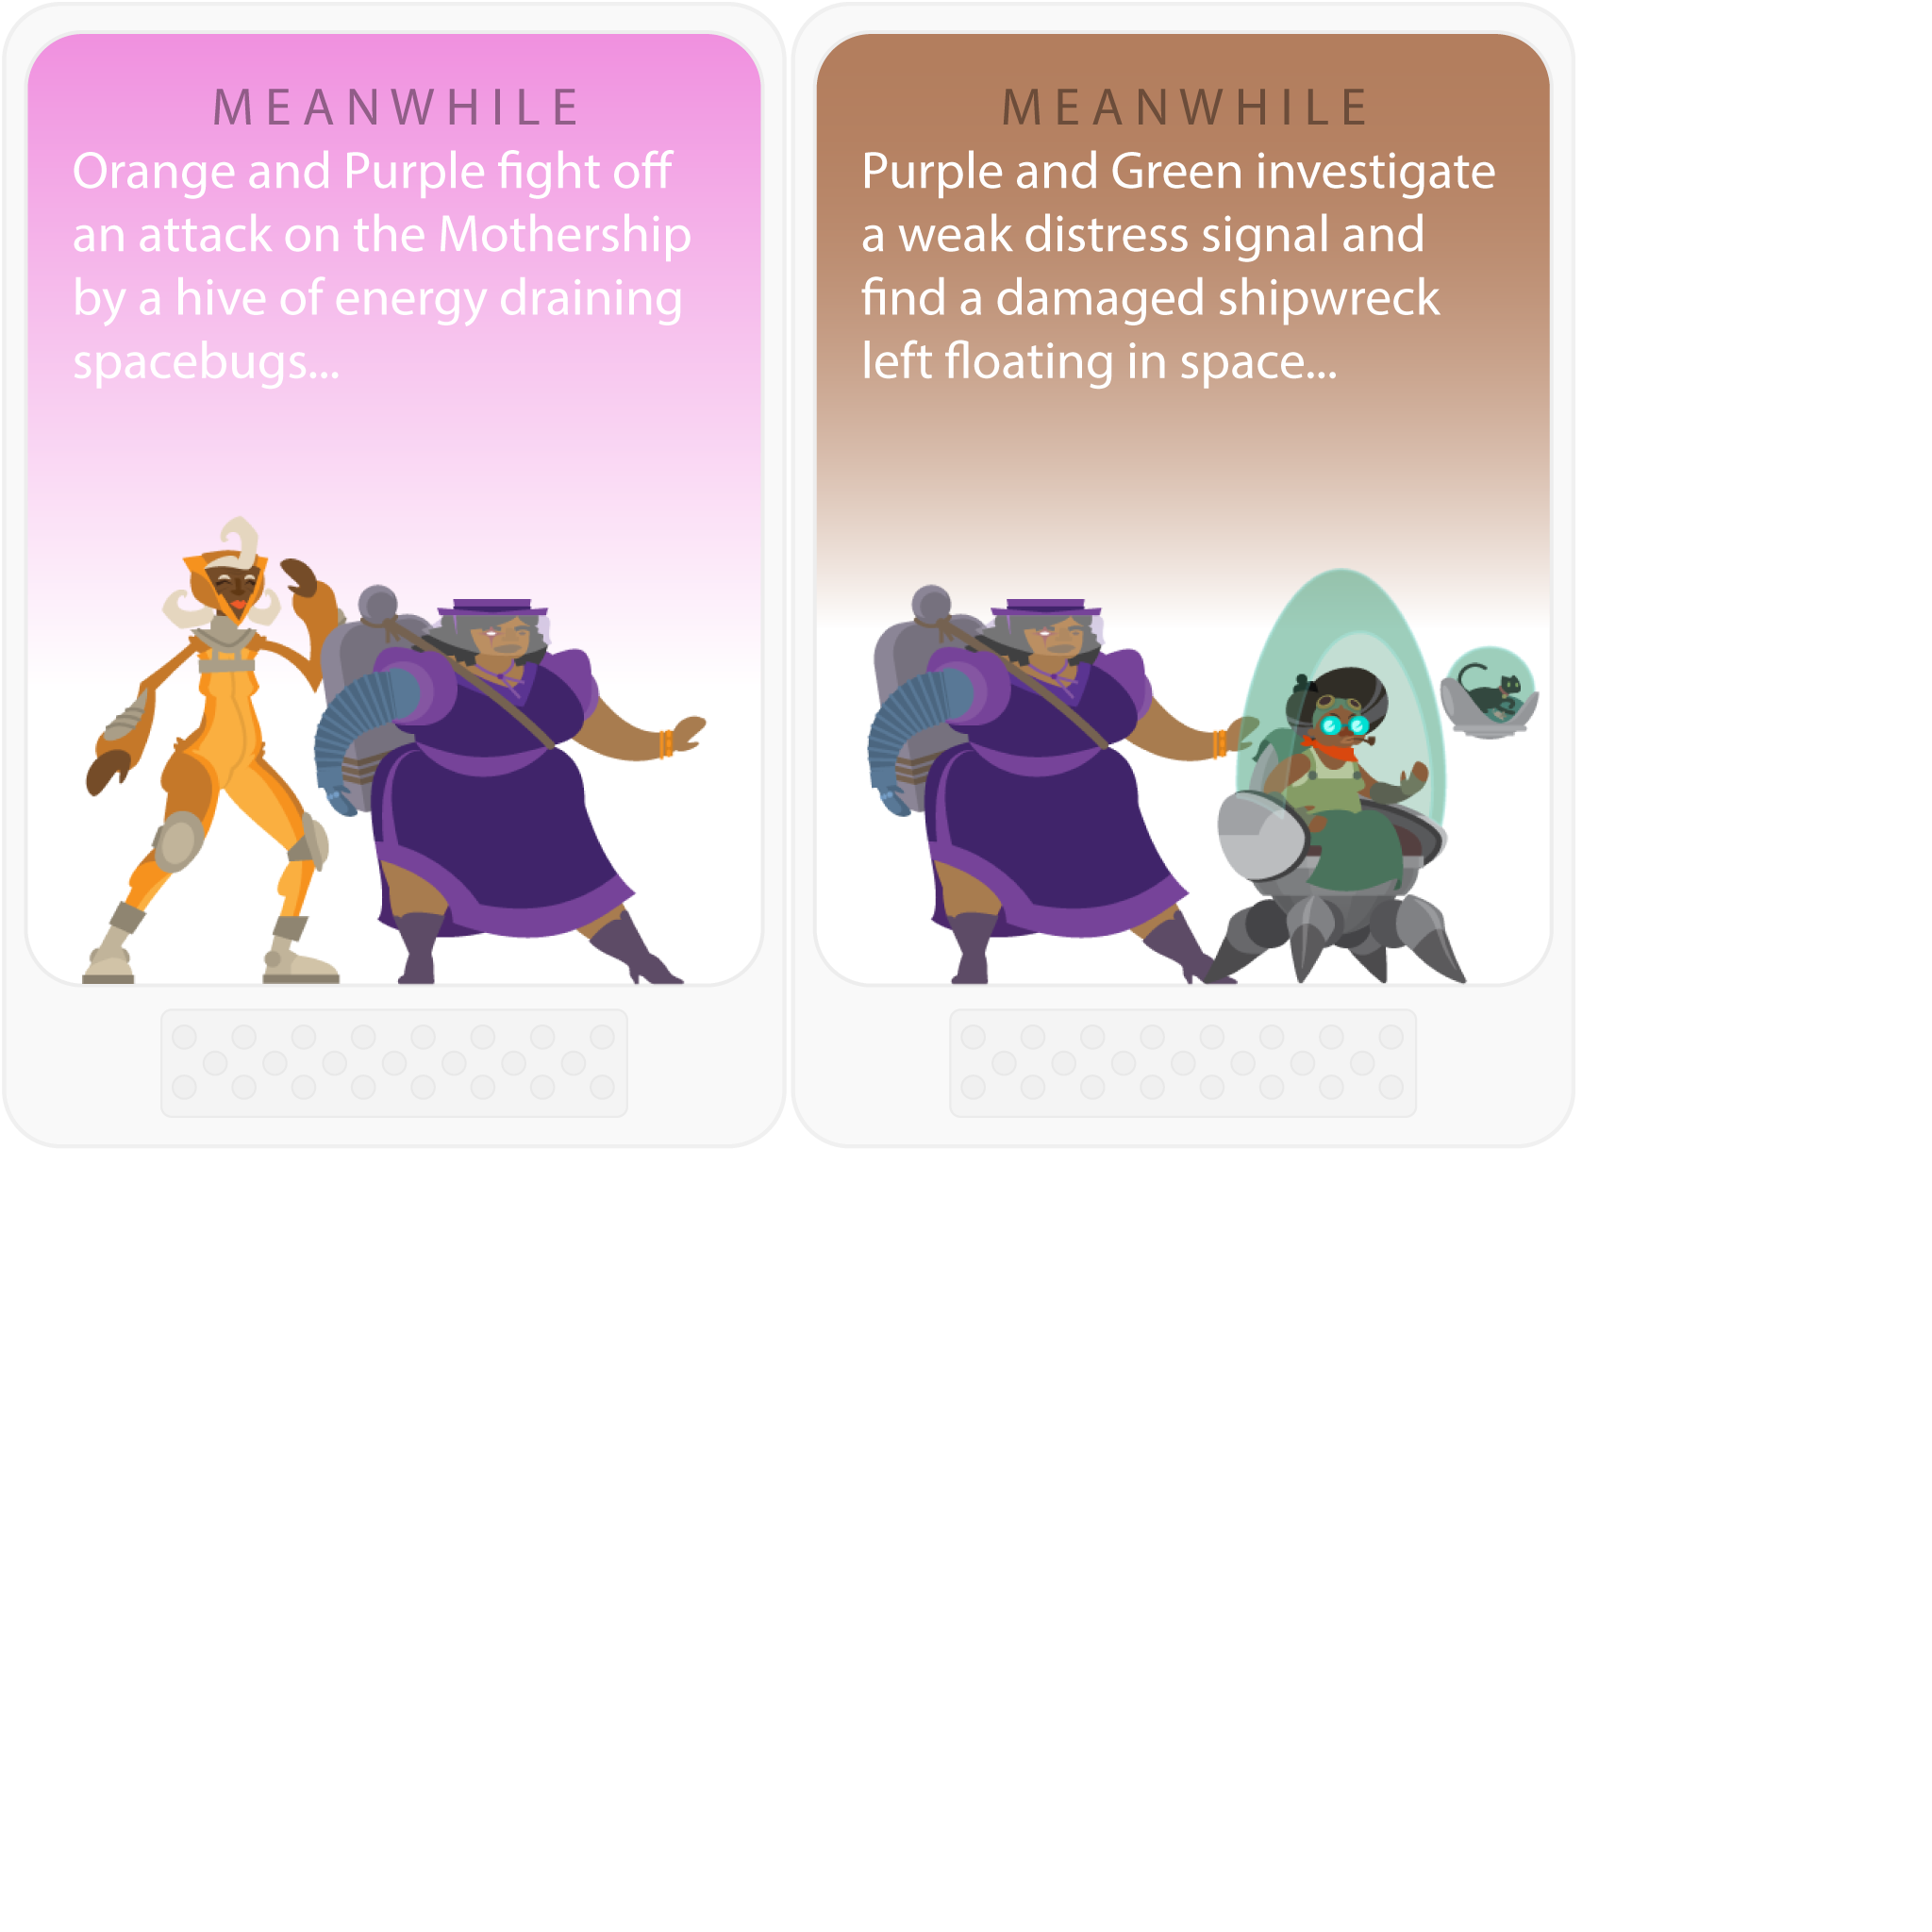 MEANWHILE
Orange and Purple fight off
an attack on the Mothership
by a hive of energy draining
spacebugs...
MEANWHILE
Purple and Green investigate
a weak distress signal and
find a damaged shipwreck
left floating in space...